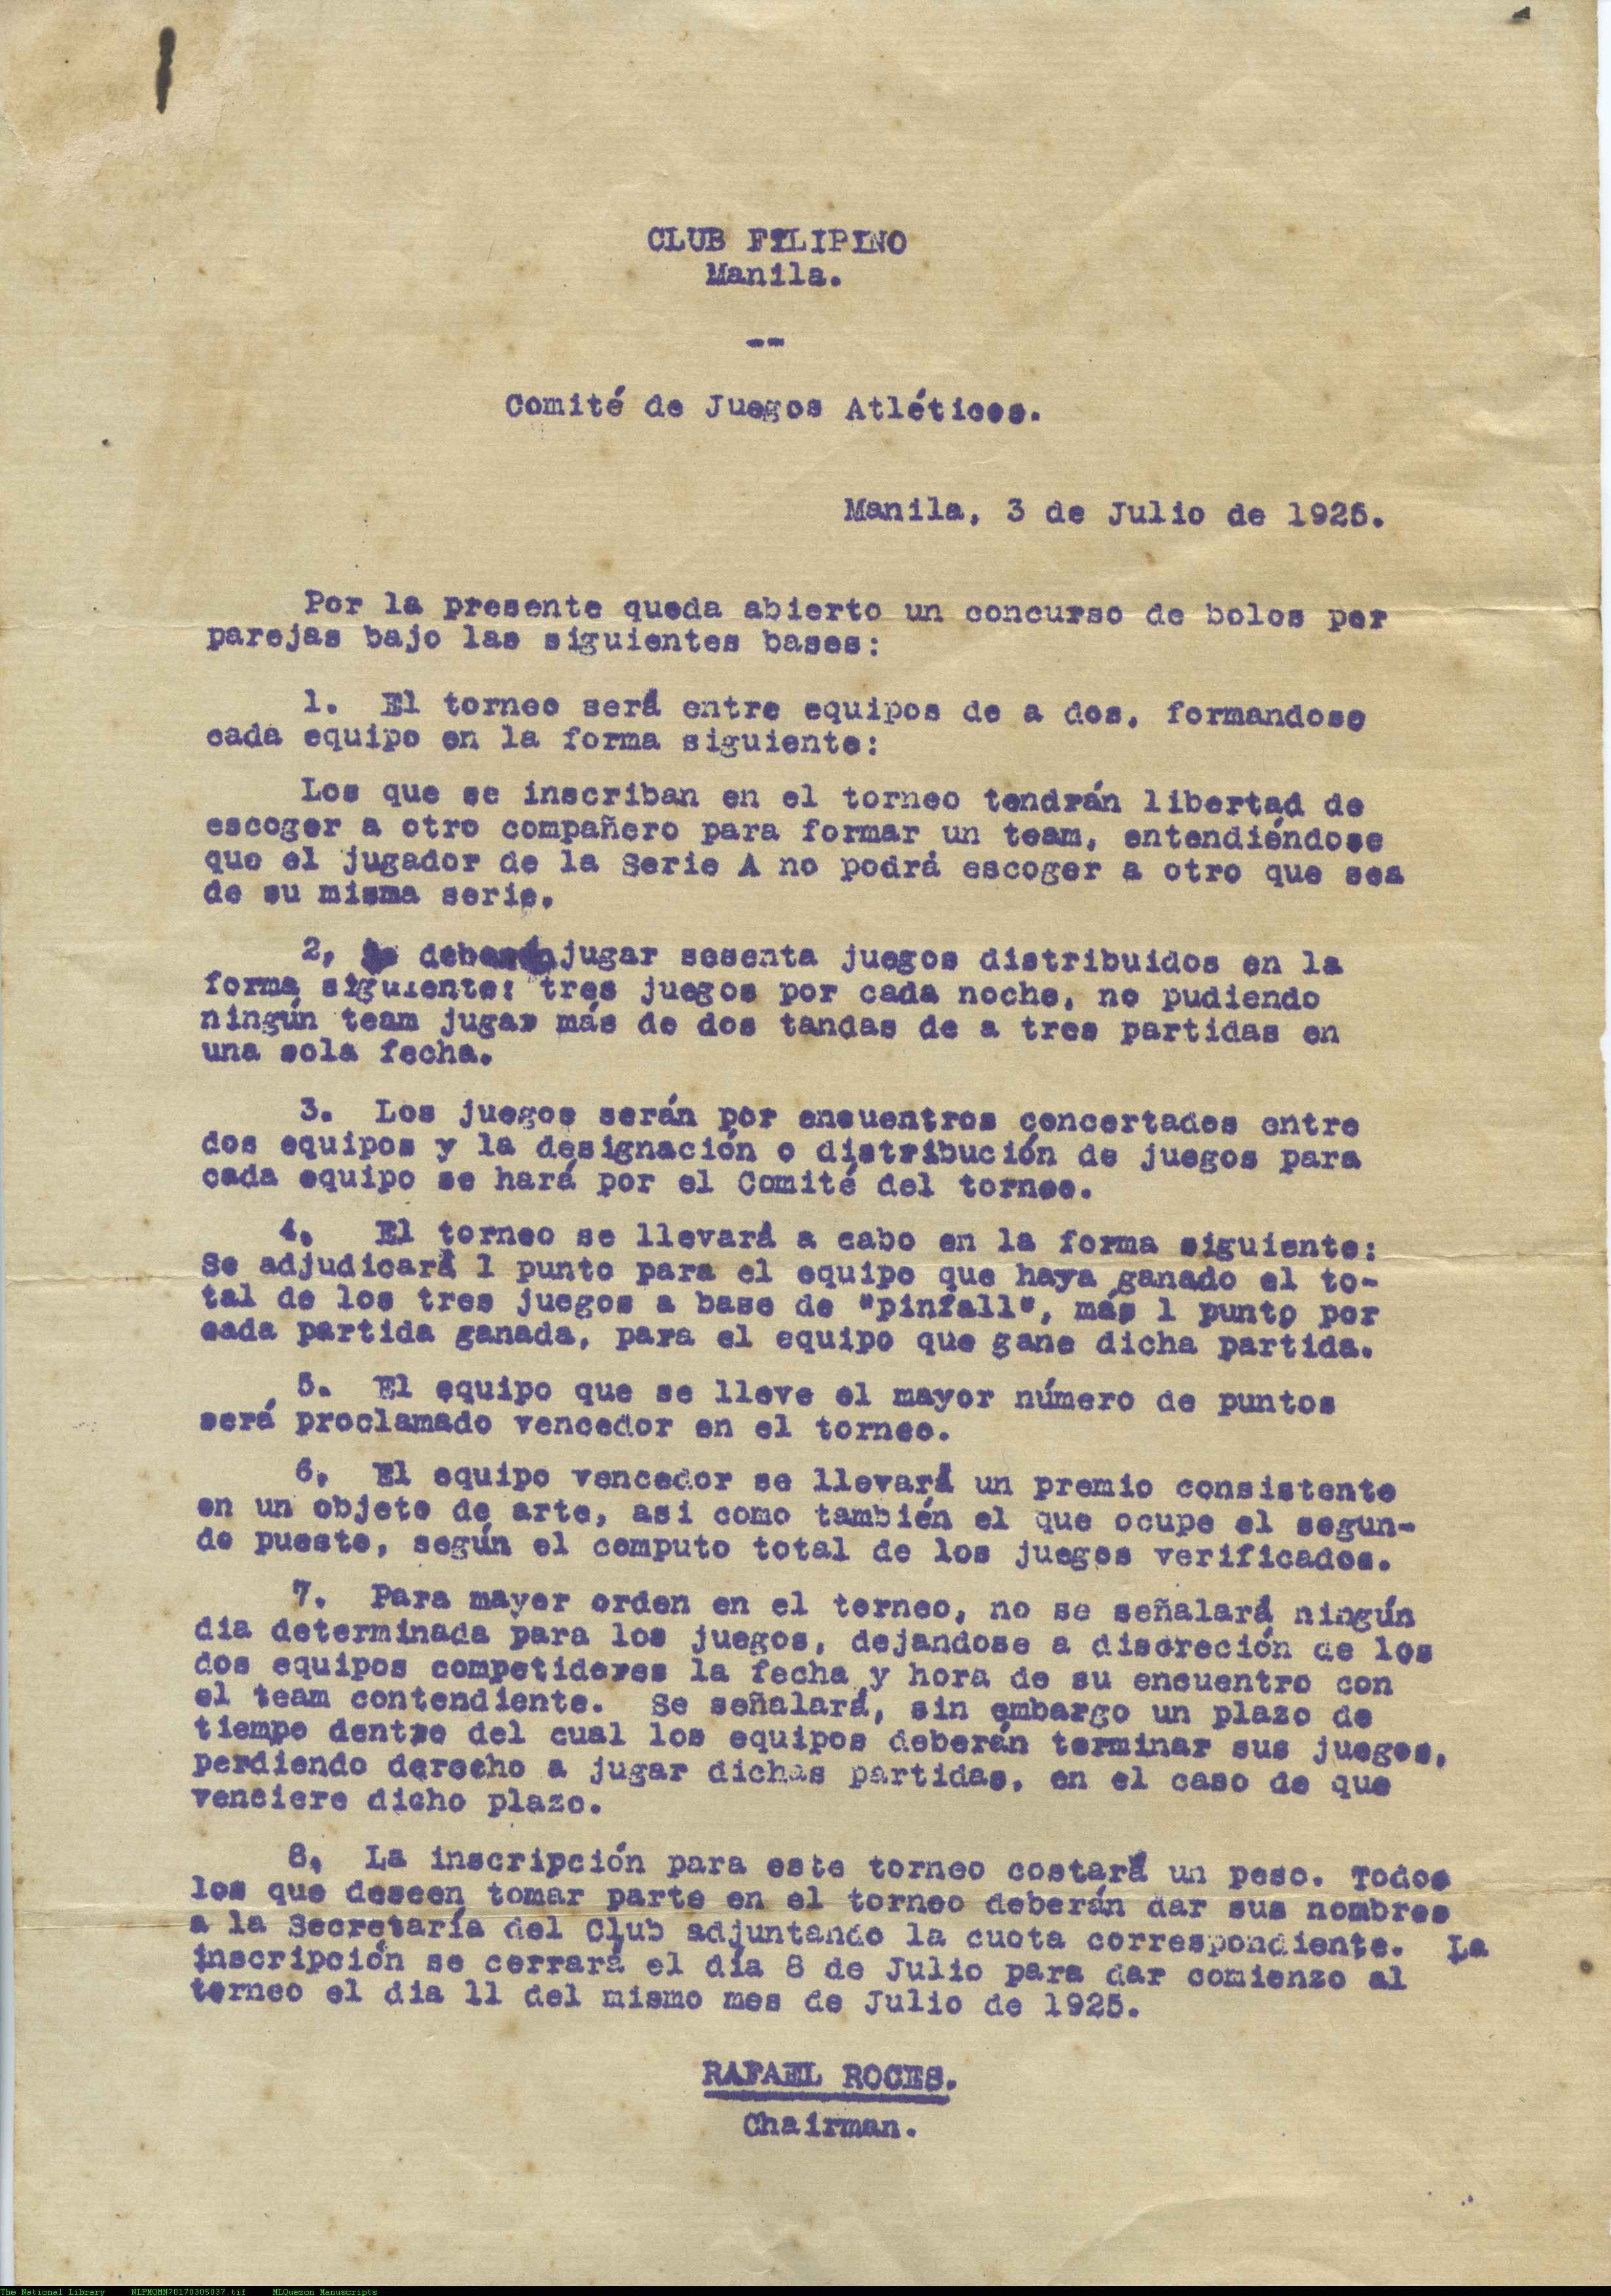 CLUB FILIPINO
Manila.
--
Comité de Juegos Atléticos.
Manila, 3 de Julio de 1925.
Por la presente queda abierto un concurso de bolos por
parejas bajo las siguientes bases:
1. El torneo será entre equipos de a dos, formandose
cada equipo en la forma siguiente:
Los que se inscriban en el torneo tendrán libertad de
escoger a otro compañero para formar un team, entendiéndose
que el jugador de la Serie A no podrá escoger a otro que sea
de su misma serie.
2. Se deberán jugar sesenta juegos distribuidos en la
forma siguiente: tres juegos por cada noche, no pudiendo
ningún team jugar más de dos tandas de a tres partidas en
una sola fecha.
3. Los juegos serán por encuentros concertados entre
dos equipos y la designación o distribución de juegos para
cada equipo se hará por el Comité del torneo.
4. El torneo se llevará a cabo en la forma siguiente:
Se adjudicará 1 punto para el equipo que haya ganado el to-
tal de los tres juegos a base de "pinfall", más 1 punto por
cada partida ganada, para el equipo que gane dicha partida.
5. El equipo que se lleve el mayor número de puntos
será proclamado vencedor en el torneo.
6. El equipo vencedor se llevará un premio consistente
en un objeto de arte, asi como también el que ocupe el segun-
do puesto, según el computo total de los juegos verificados.
7. Para mayor orden en el torneo, no se señalará ningún
dia determinada para los juegos, dejandose a discreción de los
dos equipos competidores la fecha y hora de su encuentro con
el team contendiente. Se señalará, sin embargo un plazo de
tiempo dentro del cual los equipos deberán terminar sus juegos,
perdiendo derecho a jugar dichas partidas, en el caso de que
venciere dicho plazo.
8. La inscripción para este torneo costará un peso. Todos
los que deseen tomar parte en el torneo deberán dar sus nombres
a la Secretaría del Club adjuntando la cuota correspondiente. La
inscripción se cerrará el día 8 de Julio para dar comienzo al
torneo el dia 11 del mismo mes de Julio de 1925.
RAFAEL ROCES.
Chairman.
The National Library NLPMQMN70170305037.tif MLQuezon Manuscripts